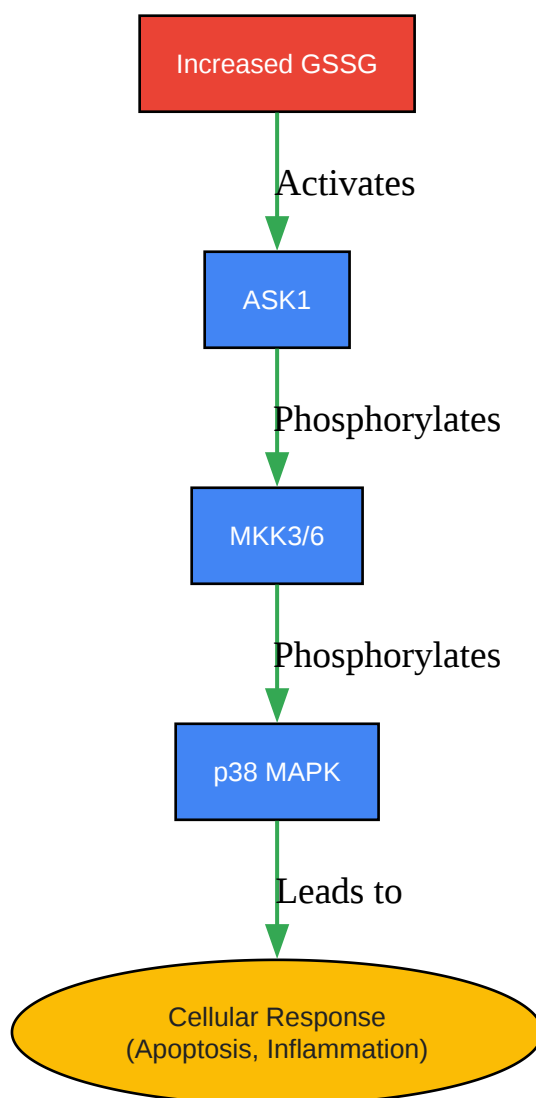 Increased GSSG
Activates
ASK1
Phosphorylates
MKK3/6
Phosphorylates
p38 MAPK
Leads to
Cellular Response
(Apoptosis, Inflammation)